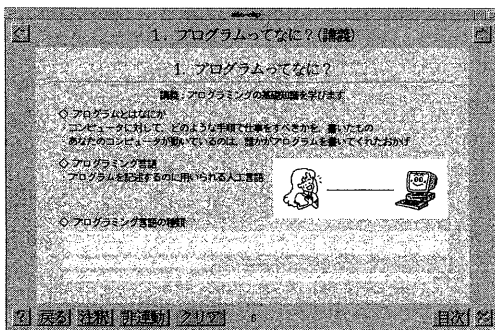 1. プログラムってなに?(講義)
1. プログラムってなに?
講義:プログラミングの基礎知識を学びます
◇ プログラムとはなにか
コンピュータに対して、どのような手順で仕事をすべきかを、書いたもの
あなたのコンピュータが動いているのは、誰かがプログラムを書いてくれたおかげ
◇ プログラミング言語
プログラムを記述するのに用いられる人工言語
◇ プログラミング言語の種類
? 戻る 注釈 非連動 クリア 6 目次